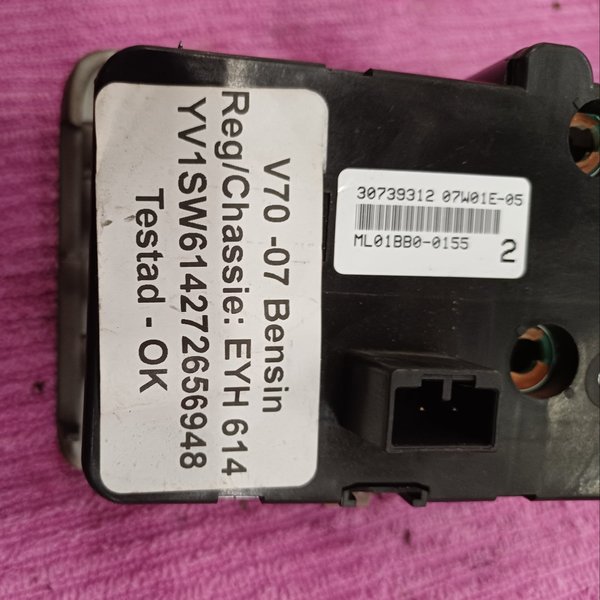 V70 -07 Bensin
Reg/Chassie: EYH 614
YV1SW614272656948
Testad - OK
30739312 07W01E-05
ML01BB0-0155
2